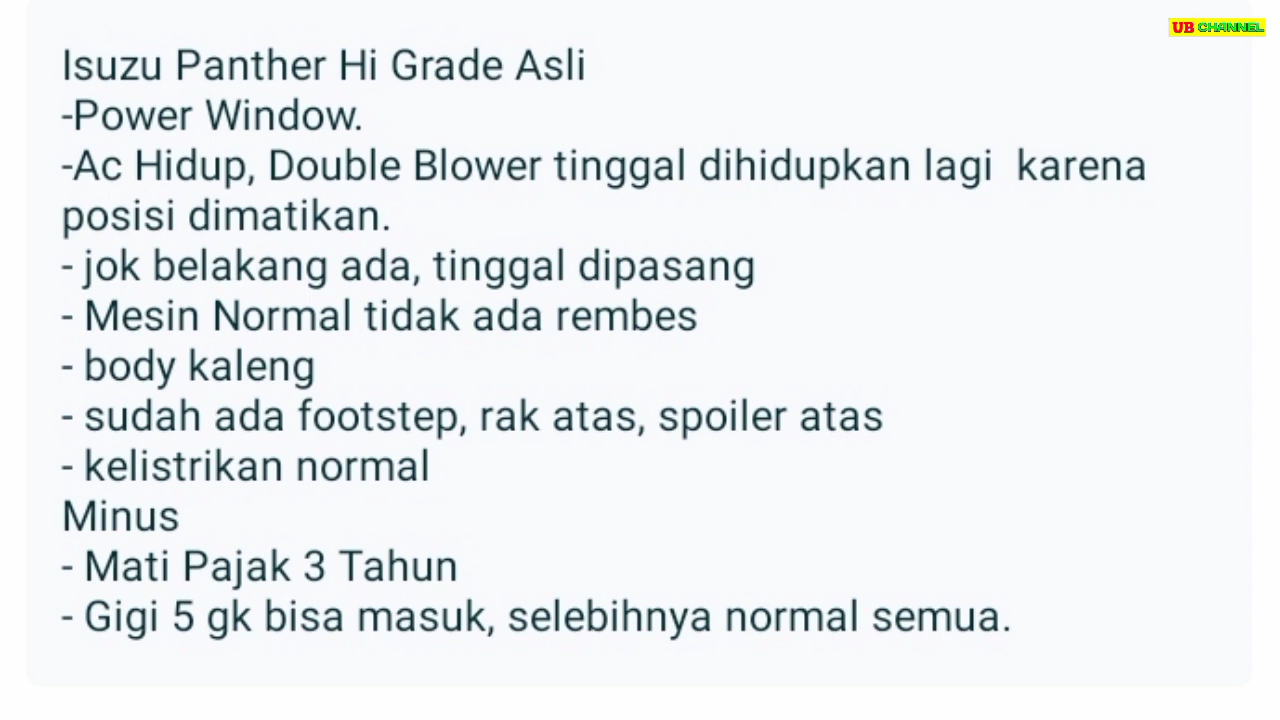 UB CHANNEL
Isuzu Panther Hi Grade Asli
-Power Window.
-Ac Hidup, Double Blower tinggal dihidupkan lagi  karena
posisi dimatikan.
- jok belakang ada, tinggal dipasang
- Mesin Normal tidak ada rembes
- body kaleng
- sudah ada footstep, rak atas, spoiler atas
- kelistrikan normal
Minus
- Mati Pajak 3 Tahun
- Gigi 5 gk bisa masuk, selebihnya normal semua.